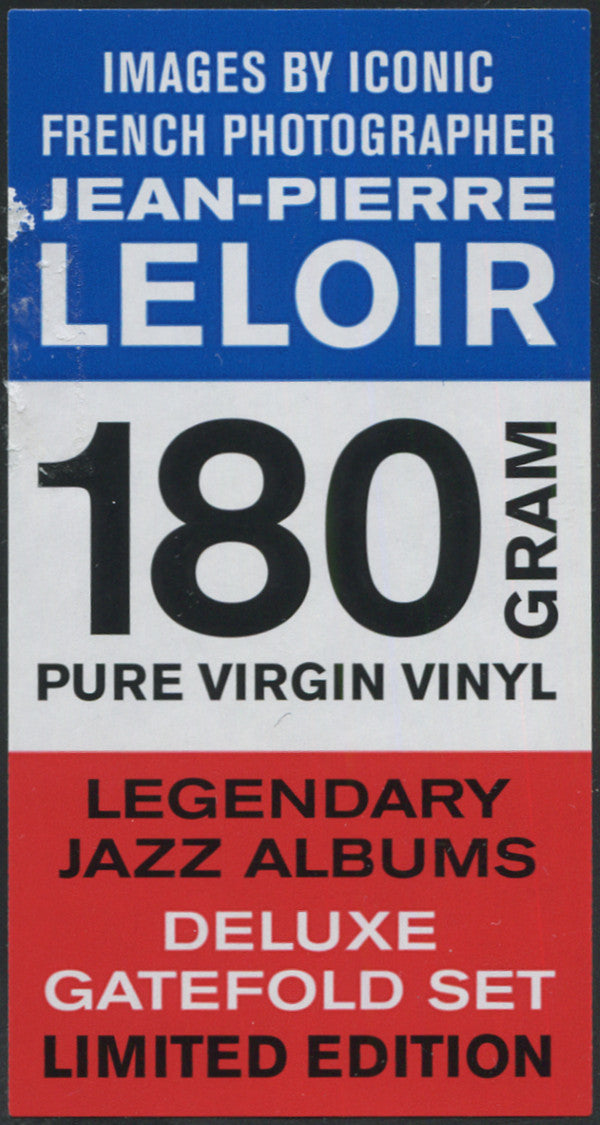 IMAGES BY ICONIC
FRENCH PHOTOGRAPHER
JEAN-PIERRE
LELOIR
180 GRAM
PURE VIRGIN VINYL
LEGENDARY
JAZZ ALBUMS
DELUXE
GATEFOLD SET
LIMITED EDITION